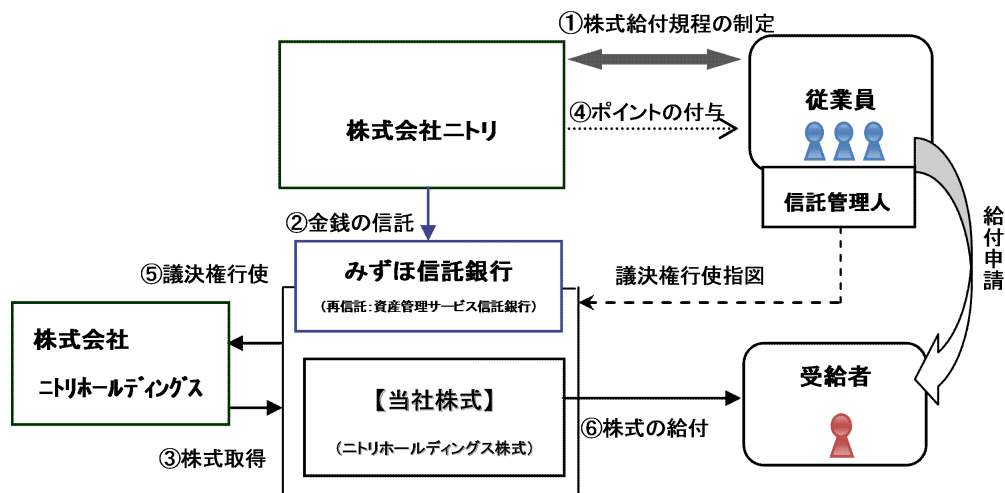 ①株式給付規程の制定
株式会社ニトリ
従業員
④ポイントの付与
信託管理人
給付申請
②金銭の信託
⑤議決権行使
みずほ信託銀行
(再信託:資産管理サービス信託銀行)
議決権行使指図
株式会社
ニトリホールディングス
【当社株式】
(ニトリホールディングス株式)
受給者
⑥株式の給付
③株式取得